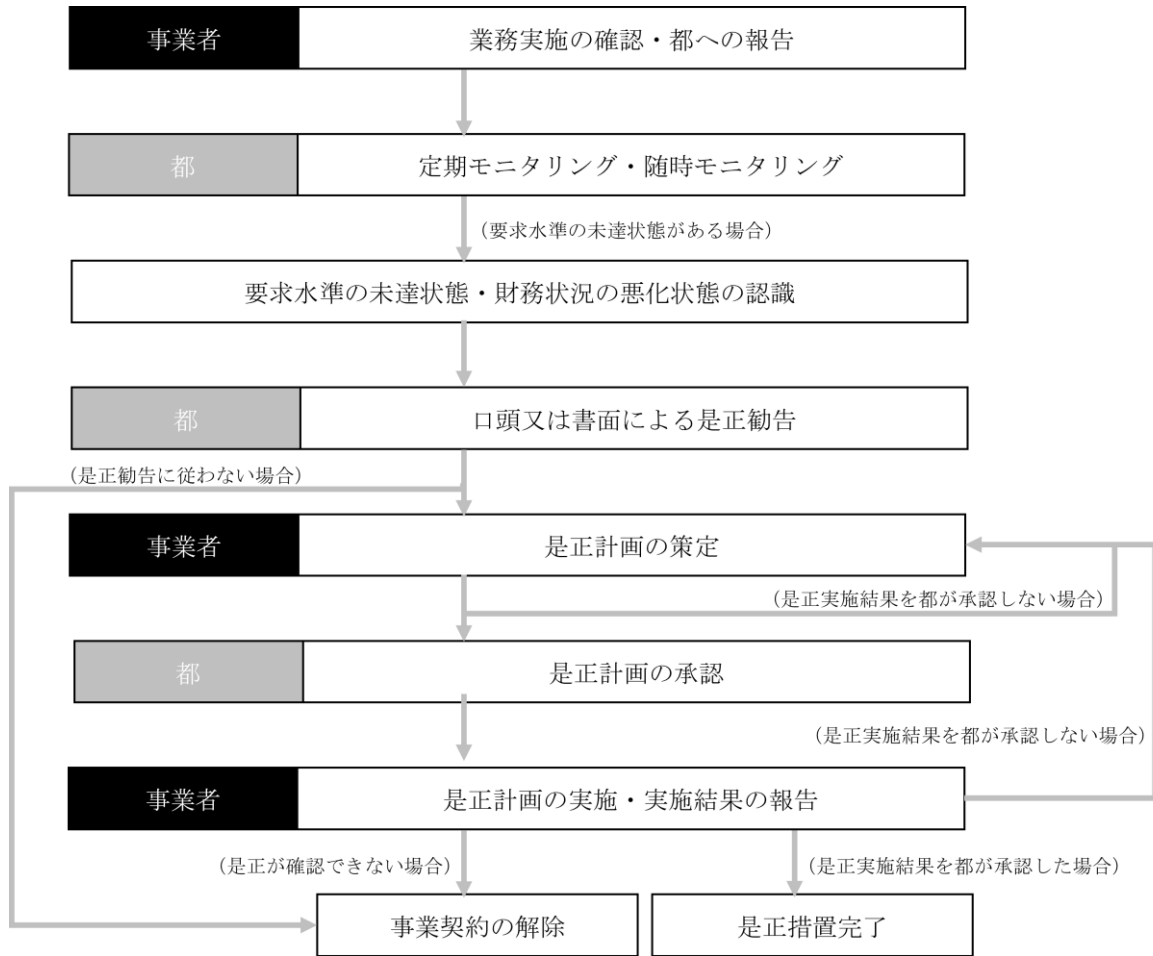 事業者 業務実施の確認・都への報告
都 定期モニタリング・随時モニタリング
（要求水準の未達状態がある場合）
要求水準の未達状態・財務状況の悪化状態の認識
都 口頭又は書面による是正勧告
（是正勧告に従わない場合）
事業者 是正計画の策定
（是正実施結果を都が承認しない場合）
都 是正計画の承認
（是正実施結果を都が承認しない場合）
事業者 是正計画の実施・実施結果の報告
（是正が確認できない場合） （是正実施結果を都が承認した場合）
事業契約の解除 是正措置完了